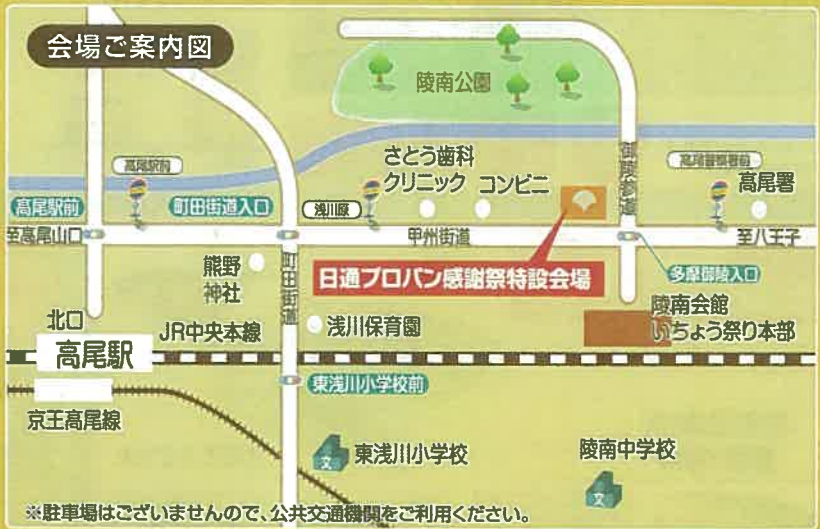 会場ご案内図
陵南公園
高尾駅前
さとう歯科
クリニック
コンビニ
御陵参道
高尾警察署前
高尾署
高尾駅前
町田街道入口
浅川原
至高尾山口
甲州街道
至八王子
熊野
神社
町田街道
日通プロパン感謝祭特設会場
多摩御陵入口
陵南会館
いちょう祭り本部
北口
高尾駅
JR中央本線
浅川保育園
東浅川小学校前
京王高尾線
文
東浅川小学校
陵南中学校
文
※駐車場はございませんので、公共交通機関をご利用ください。